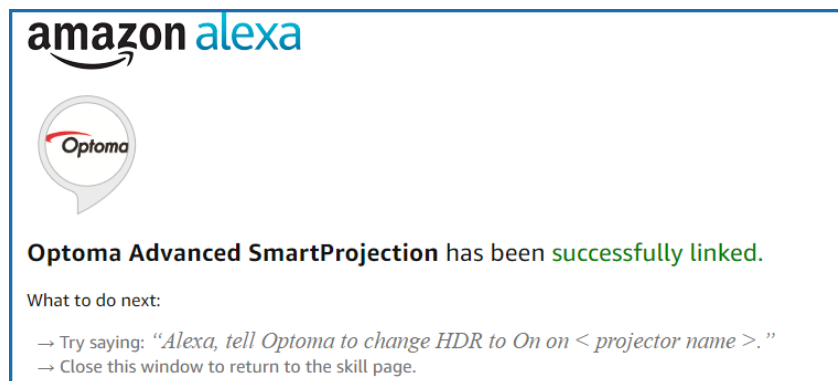 amazon alexa
Optoma
Optoma Advanced SmartProjection has been successfully linked.
What to do next:
→ Try saying: “Alexa, tell Optoma to change HDR to On on < projector name >.”
→ Close this window to return to the skill page.